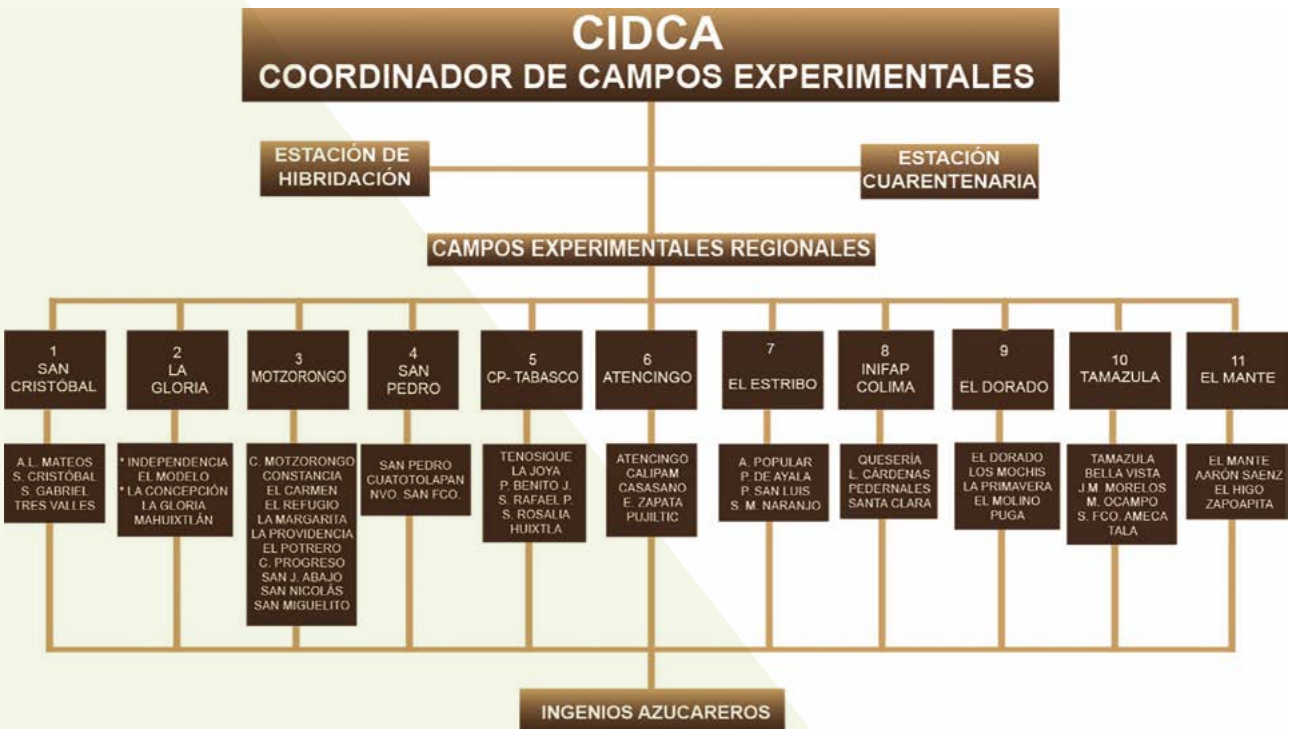 CIDCA
COORDINADOR DE CAMPOS EXPERIMENTALES
ESTACIÓN DE
HIBRIDACIÓN
ESTACIÓN
CUARENTENARIA
CAMPOS EXPERIMENTALES REGIONALES
1
SAN
CRISTÓBAL
2
LA
GLORIA
3
MOTZORONGO
4
SAN
PEDRO
5
CP- TABASCO
6
ATENCINGO
7
EL ESTRIBO
8
INIFAP
COLIMA
9
EL DORADO
10
TAMAZULA
11
EL MANTE
A.L. MATEOS
S. CRISTÓBAL
S. GABRIEL
TRES VALLES
* INDEPENDENCIA
EL MODELO
* LA CONCEPCIÓN
LA GLORIA
MAHUIXTLÁN
C. MOTZORONGO
CONSTANCIA
EL CARMEN
EL REFUGIO
LA MARGARITA
LA PROVIDENCIA
EL POTRERO
C. PROGRESO
SAN J. ABAJO
SAN NICOLÁS
SAN MIGUELITO
SAN PEDRO
CUATOTOLAPAN
NVO. SAN FCO.
TENOSIQUE
LA JOYA
P. BENITO J.
S. RAFAEL P.
S. ROSALIA
HUIXTLA
ATENCINGO
CALIPAM
CASASANO
E. ZAPATA
PUJILTIC
A. POPULAR
P. DE AYALA
P. SAN LUIS
S. M. NARANJO
QUESERÍA
L. CÁRDENAS
PEDERNALES
SANTA CLARA
EL DORADO
LOS MOCHIS
LA PRIMAVERA
EL MOLINO
PUGA
TAMAZULA
BELLA VISTA
J.M. MORELOS
M. OCAMPO
S. FCO. AMECA
TALA
EL MANTE
AARÓN SAENZ
EL HIGO
ZAPOAPITA
INGENIOS AZUCAREROS